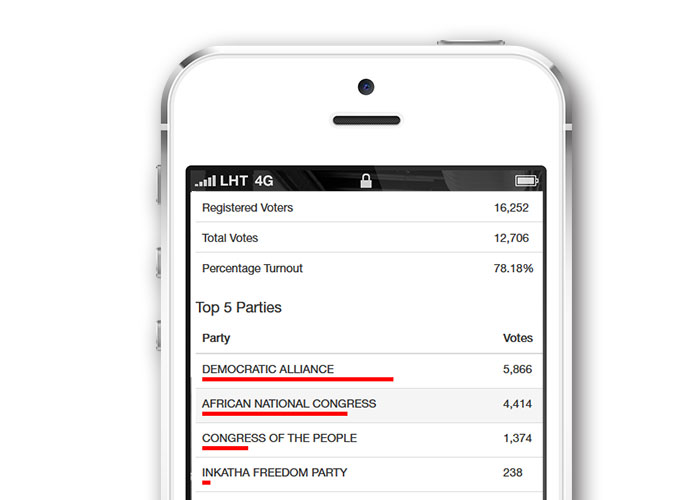 LHT 4G
Registered Voters 16,252
Total Votes 12,706
Percentage Turnout 78.18%
Top 5 Parties
Party Votes
DEMOCRATIC ALLIANCE 5,866
AFRICAN NATIONAL CONGRESS 4,414
CONGRESS OF THE PEOPLE 1,374
INKATHA FREEDOM PARTY 238